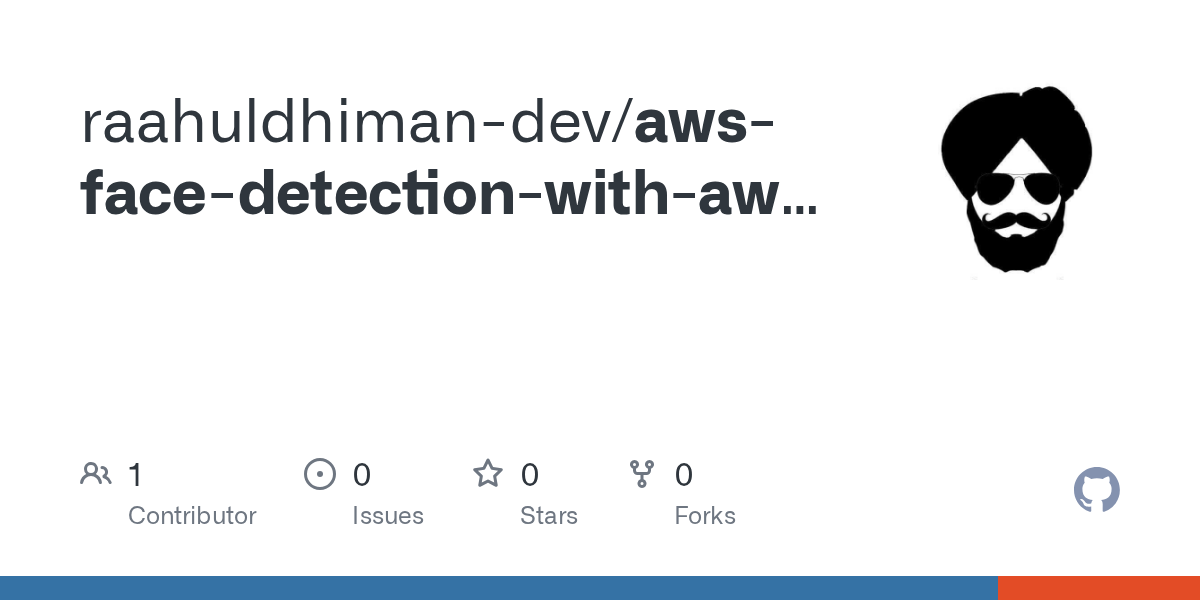 raahuldhiman-dev/aws-
face-detection-with-aw...
1 0 0 0
Contributor Issues Stars Forks